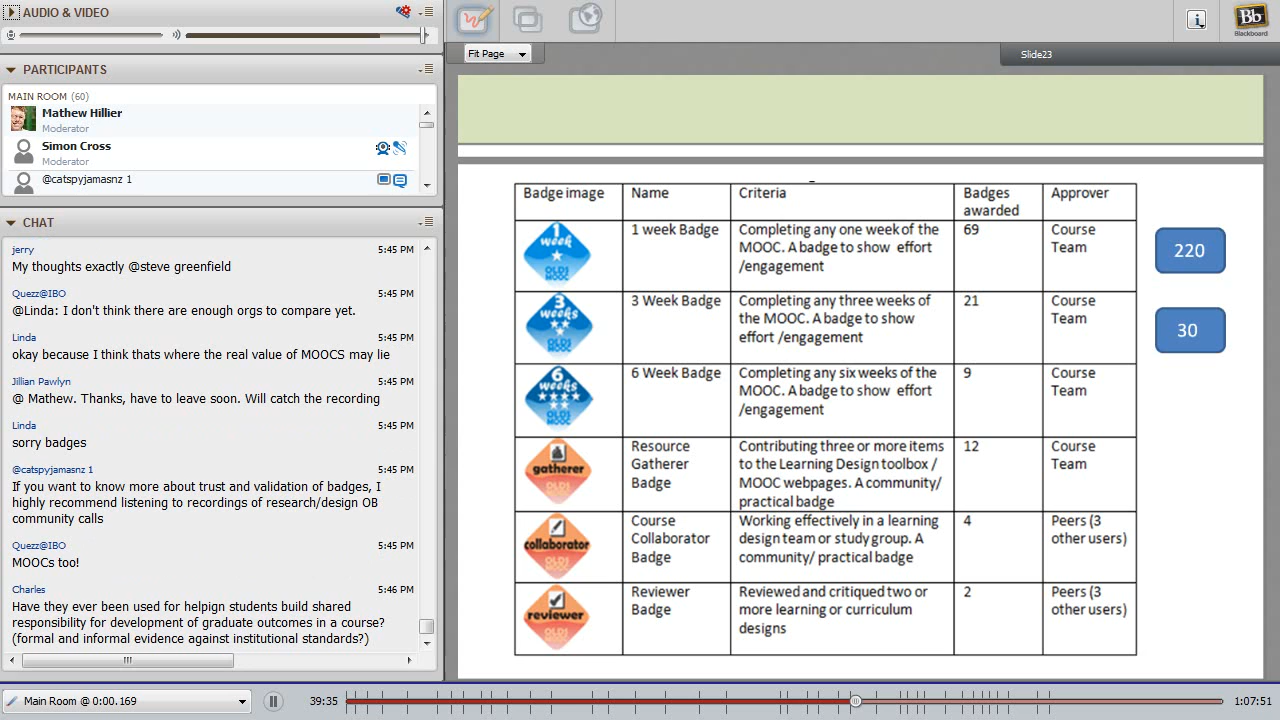 AUDIO & VIDEO
PARTICIPANTS
MAIN ROOM (60)
Mathew Hillier
Moderator
Simon Cross
Moderator
@catspyjamasnz 1
CHAT
jerry 5:45 PM
My thoughts exactly @steve greenfield
Quezz@IBO 5:45 PM
@Linda: I don't think there are enough orgs to compare yet.
Linda 5:45 PM
okay because I think thats where the real value of MOOCS may lie
Jillian Pawlyn 5:45 PM
@ Mathew. Thanks, have to leave soon. Will catch the recording
Linda 5:45 PM
sorry badges
@catspyjamasnz 1 5:45 PM
If you want to know more about trust and validation of badges, I
highly recommend listening to recordings of research/design OB
community calls
Quezz@IBO 5:45 PM
MOOCs too!
Charles 5:46 PM
Have they ever been used for helpign students build shared
responsibility for development of graduate outcomes in a course?
(formal and informal evidence against institutional standards?)
Main Room @ 0:00.169
39:35
1:07:51
Bb
Blackboard
Fit Page
Slide23
Badge image
Name
Criteria
Badges
awarded
Approver
1
week
OLDS
MOOC
1 week Badge
Completing any one week of the
MOOC. A badge to show effort
/engagement
69
Course
Team
220
3
weeks
OLDS
MOOC
3 Week Badge
Completing any three weeks of
the MOOC. A badge to show
effort /engagement
21
Course
Team
30
6
weeks
OLDS
MOOC
6 Week Badge
Completing any six weeks of the
MOOC. A badge to show effort
/engagement
9
Course
Team
gatherer
OLDS
MOOC
Resource
Gatherer
Badge
Contributing three or more items
to the Learning Design toolbox /
MOOC webpages. A community/
practical badge
12
Course
Team
collaborator
OLDS
MOOC
Course
Collaborator
Badge
Working effectively in a learning
design team or study group. A
community/ practical badge
4
Peers (3
other users)
reviewer
OLDS
MOOC
Reviewer
Badge
Reviewed and critiqued two or
more learning or curriculum
designs
2
Peers (3
other users)